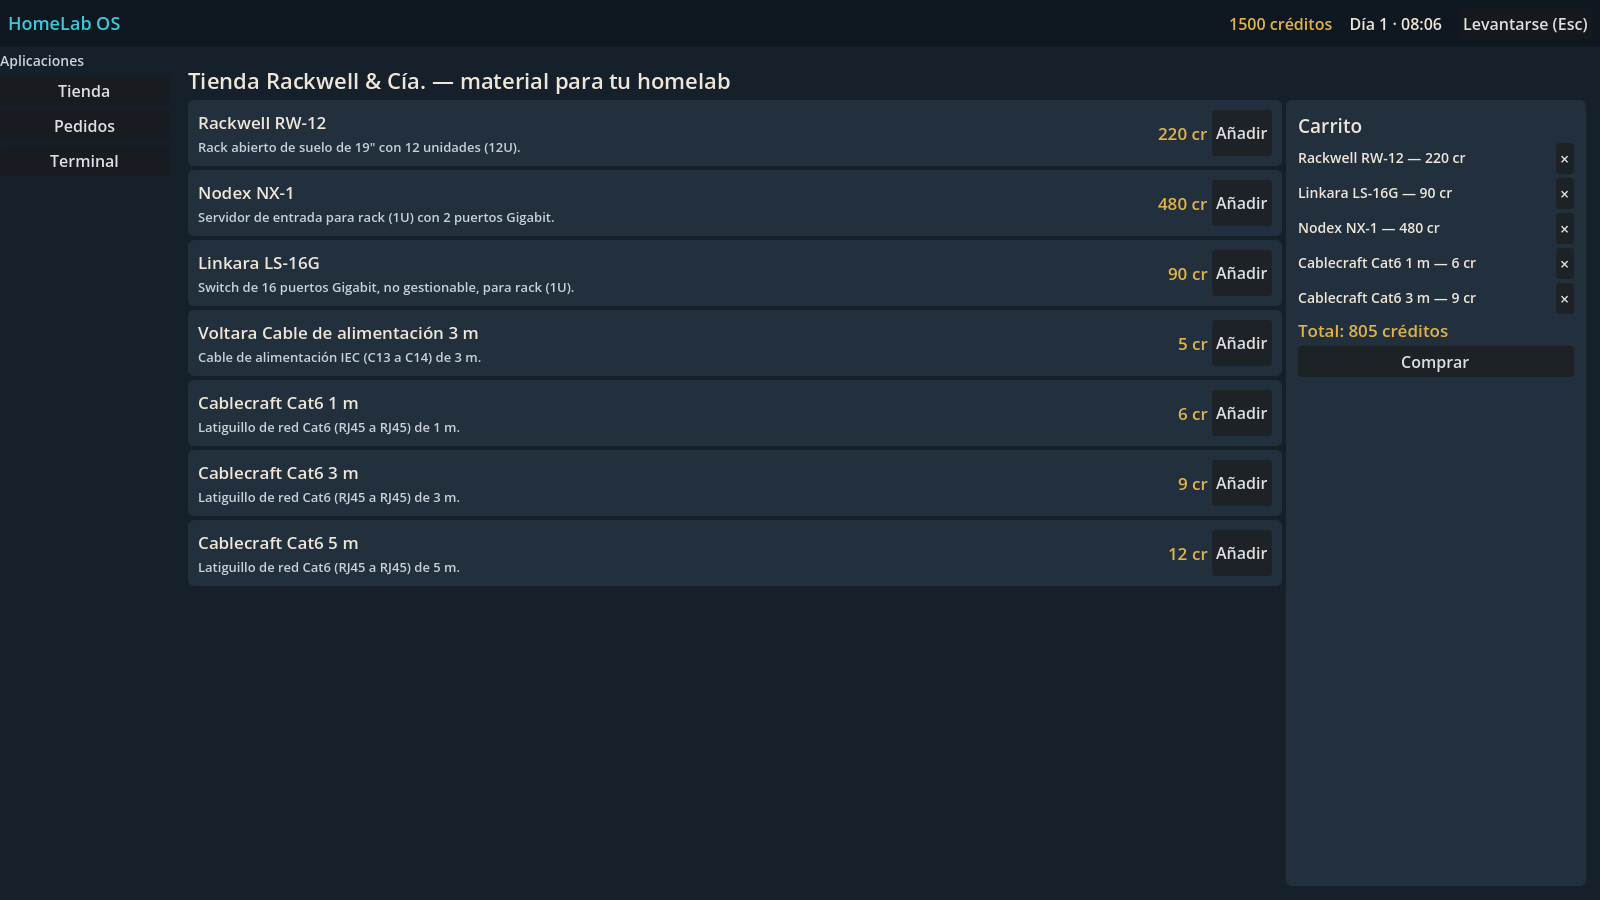 HomeLab OS
1500 créditos
Día 1 · 08:06
Levantarse (Esc)
Aplicaciones
Tienda
Pedidos
Terminal
Tienda Rackwell & Cía. — material para tu homelab
Rackwell RW-12
Rack abierto de suelo de 19" con 12 unidades (12U).
220 cr
Añadir
Nodex NX-1
Servidor de entrada para rack (1U) con 2 puertos Gigabit.
480 cr
Añadir
Linkara LS-16G
Switch de 16 puertos Gigabit, no gestionable, para rack (1U).
90 cr
Añadir
Voltara Cable de alimentación 3 m
Cable de alimentación IEC (C13 a C14) de 3 m.
5 cr
Añadir
Cablecraft Cat6 1 m
Latiguillo de red Cat6 (RJ45 a RJ45) de 1 m.
6 cr
Añadir
Cablecraft Cat6 3 m
Latiguillo de red Cat6 (RJ45 a RJ45) de 3 m.
9 cr
Añadir
Cablecraft Cat6 5 m
Latiguillo de red Cat6 (RJ45 a RJ45) de 5 m.
12 cr
Añadir
Carrito
Rackwell RW-12 — 220 cr ×
Linkara LS-16G — 90 cr ×
Nodex NX-1 — 480 cr ×
Cablecraft Cat6 1 m — 6 cr ×
Cablecraft Cat6 3 m — 9 cr ×
Total: 805 créditos
Comprar